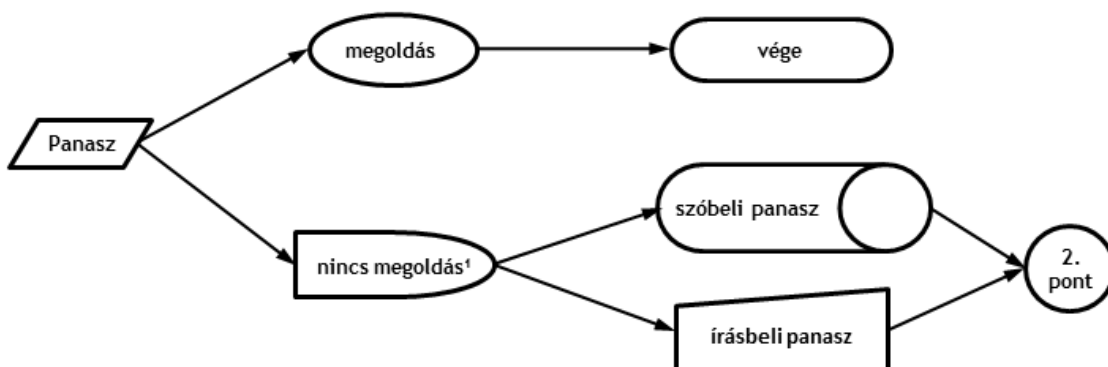 megoldás
vége
Panasz
szóbeli panasz
nincs megoldás¹
2.
pont
írásbeli panasz